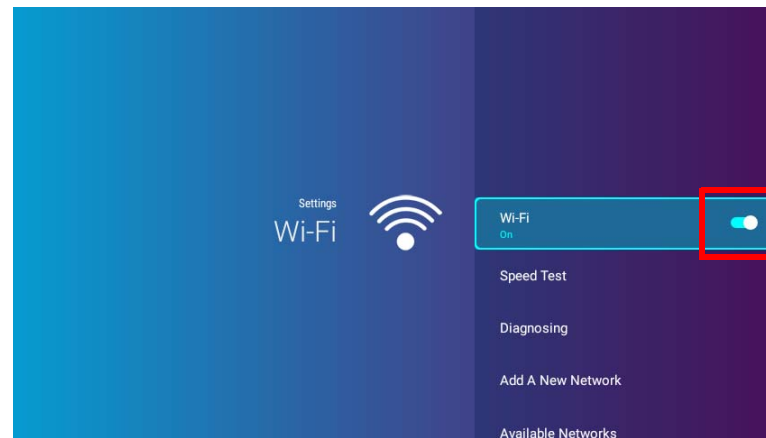 Settings
Wi-Fi
Wi-Fi
On
Speed Test
Diagnosing
Add A New Network
Available Networks